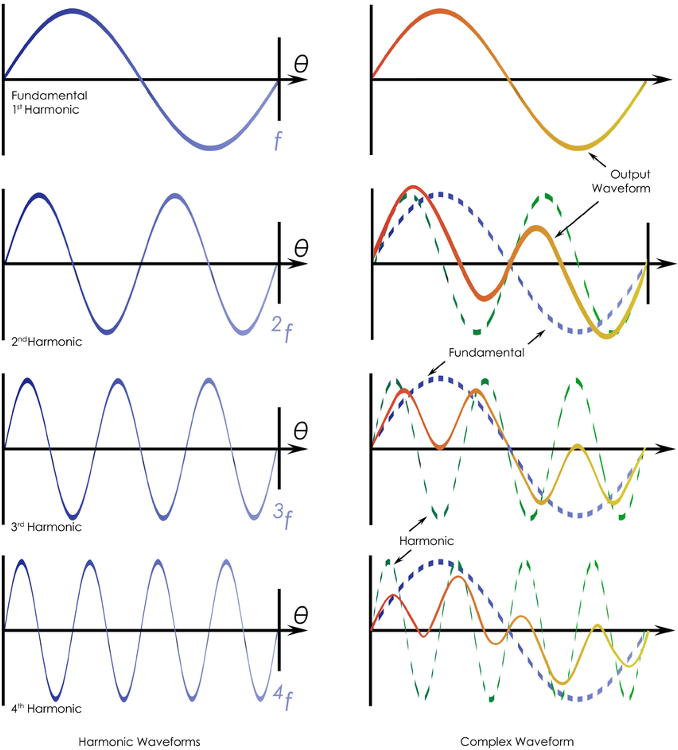 θ
Fundamental
1st Harmonic
f
Output
Waveform
θ
2nd Harmonic
2f
Fundamental
θ
3rd Harmonic
3f
Harmonic
θ
4th Harmonic
4f
Harmonic Waveforms
Complex Waveform